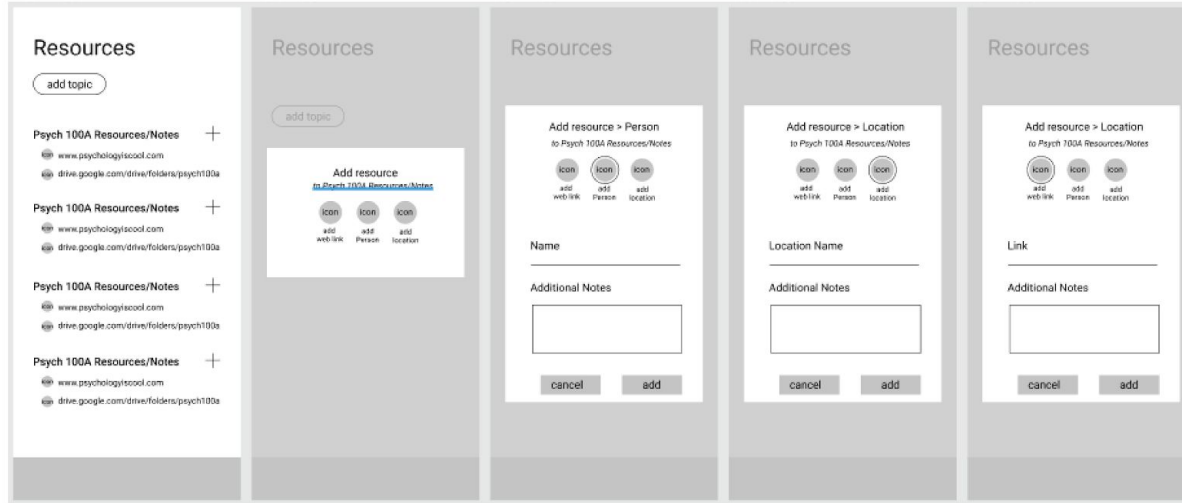 Resources
add topic
Psych 100A Resources/Notes
icon www.psychologyiscool.com
icon drive.google.com/drive/folders/psych100a
Psych 100A Resources/Notes
icon www.psychologyiscool.com
icon drive.google.com/drive/folders/psych100a
Psych 100A Resources/Notes
icon www.psychologyiscool.com
icon drive.google.com/drive/folders/psych100a
Psych 100A Resources/Notes
icon www.psychologyiscool.com
icon drive.google.com/drive/folders/psych100a
Resources
add topic
Add resource
to Psych 100A Resources/Notes
icon icon icon
add add add
web link Person location
Resources
Add resource > Person
to Psych 100A Resources/Notes
icon icon icon
add add add
web link Person location
Name
Additional Notes
cancel add
Resources
Add resource > Location
to Psych 100A Resources/Notes
icon icon icon
add add add
web link Person location
Location Name
Additional Notes
cancel add
Resources
Add resource > Location
to Psych 100A Resources/Notes
icon icon icon
add add add
web link Person location
Link
Additional Notes
cancel add